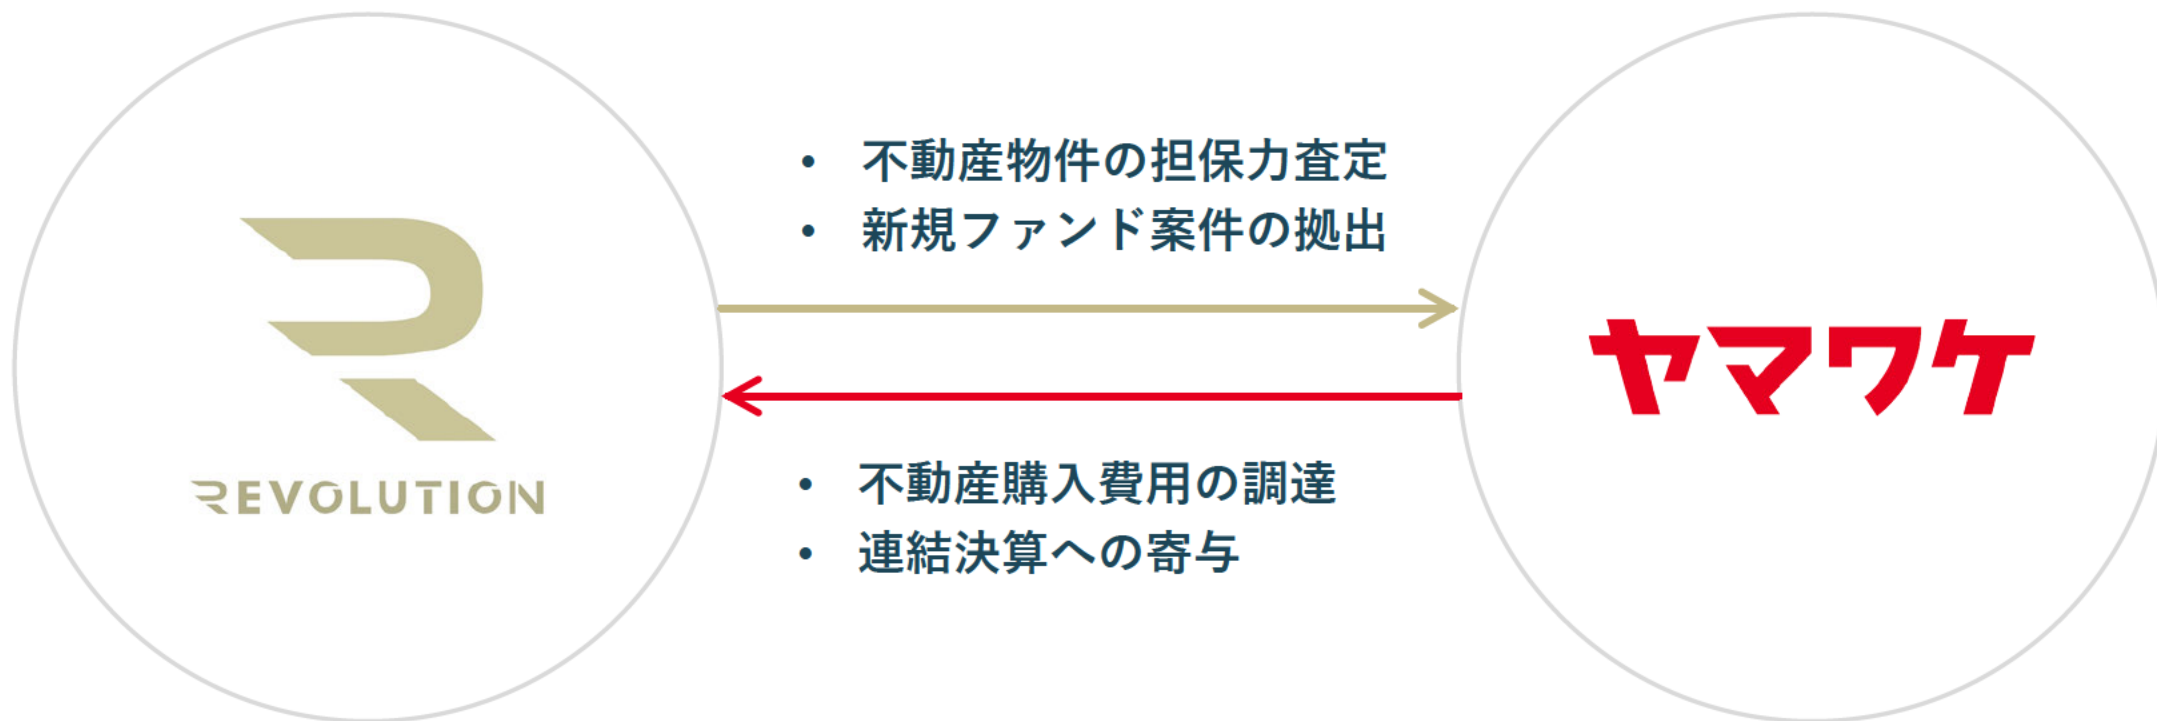 • 不動産物件の担保力査定
• 新規ファンド案件の拠出
REVOLUTION
ヤマワケ
• 不動産購入費用の調達
• 連結決算への寄与